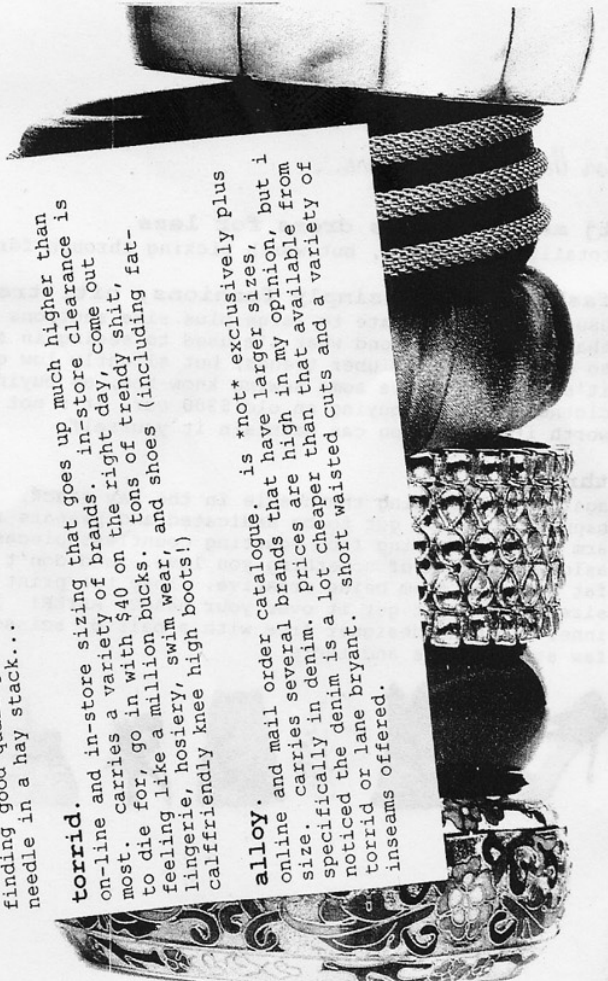 finding good
needle in a hay stack..
torrid.
on-line and in-store sizing that goes up much higher than
most. carries a variety of brands. in-store clearance is
to die for, go in with $40 on the right day, come out
feeling like a million bucks. tons of rendy shit,
lingerie, hosiery, swim wear, and shoes (including fat,
calffriendly knee high boots!)
alloy.
online and mail order catalogue. is *not* exclusively plus
size. carries several brands that have larger sizes,
specifically in denim. prices are high in my opinion, but i
noticed the denim is a lot cheaper than that available from
torrid or lane bryant. short waisted cuts and a variety of
inseams offered.